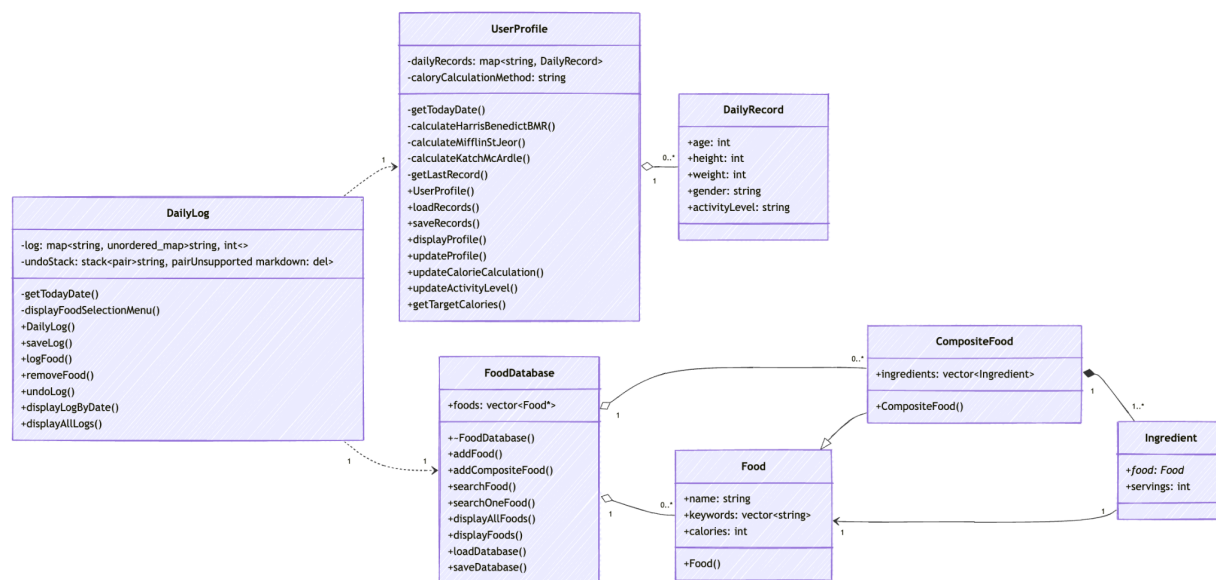 UserProfile
-dailyRecords: map<string, DailyRecord>
-caloryCalculationMethod: string
-getTodayDate()
-calculateHarrisBenedictBMR()
-calculateMifflinStJeor()
-calculateKatchMcArdle()
-getLastRecord()
+UserProfile()
+loadRecords()
+saveRecords()
+displayProfile()
+updateProfile()
+updateCalorieCalculation()
+updateActivityLevel()
+getTargetCalories()
DailyRecord
+age: int
+height: int
+weight: int
+gender: string
+activityLevel: string
1
0..*
1
DailyLog
-log: map<string, unordered_map>string, int<>
-undoStack: stack<pair>string, pairUnsupported markdown: del>
-getTodayDate()
-displayFoodSelectionMenu()
+DailyLog()
+saveLog()
+logFood()
+removeFood()
+undoLog()
+displayLogByDate()
+displayAllLogs()
1
1
FoodDatabase
+foods: vector<Food*>
+~FoodDatabase()
+addFood()
+addCompositeFood()
+searchFood()
+searchOneFood()
+displayAllFoods()
+displayFoods()
+loadDatabase()
+saveDatabase()
1
0..*
1
0..*
CompositeFood
+ingredients: vector<Ingredient>
+CompositeFood()
1
1..*
Food
+name: string
+keywords: vector<string>
+calories: int
+Food()
Ingredient
+food: Food
+servings: int
1
1